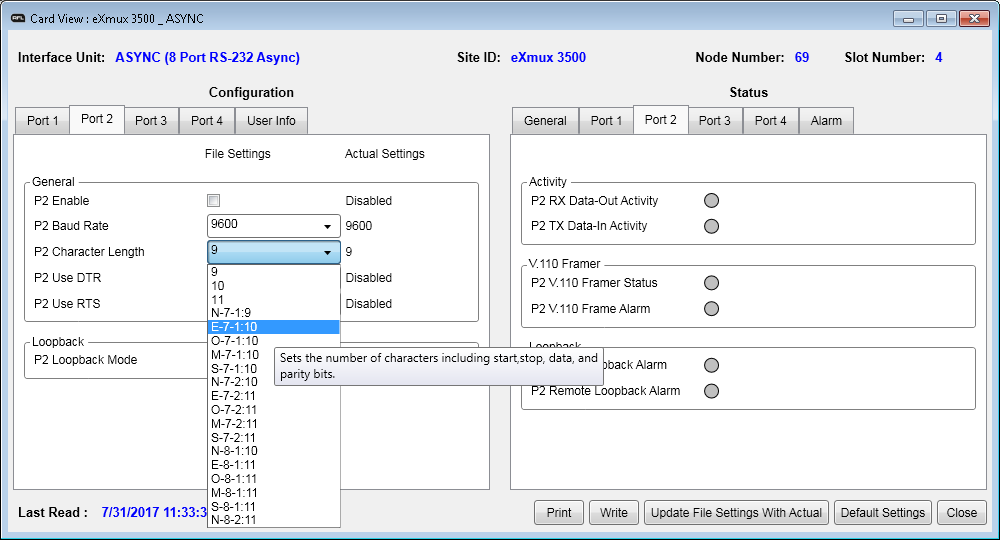 AFL Card View : eXmux 3500 _ ASYNC
Interface Unit: ASYNC (8 Port RS-232 Async) Site ID: eXmux 3500 Node Number: 69 Slot Number: 4
Configuration
Port 1 Port 2 Port 3 Port 4 User Info
File Settings Actual Settings
General
P2 Enable Disabled
P2 Baud Rate 9600 9600
P2 Character Length 9 9
P2 Use DTR Disabled
P2 Use RTS Disabled
9
10
11
N-7-1:9
E-7-1:10
O-7-1:10
M-7-1:10
S-7-1:10
N-7-2:10
E-7-2:11
O-7-2:11
M-7-2:11
S-7-2:11
N-8-1:10
E-8-1:11
O-8-1:11
M-8-1:11
S-8-1:11
N-8-2:11
Loopback
P2 Loopback Mode
Sets the number of characters including start,stop, data, and
parity bits.
Status
General Port 1 Port 2 Port 3 Port 4 Alarm
Activity
P2 RX Data-Out Activity
P2 TX Data-In Activity
V.110 Framer
P2 V.110 Framer Status
P2 V.110 Frame Alarm
Loopback
Alarm
P2 Remote Loopback Alarm
Last Read : 7/31/2017 11:33:3
Print Write Update File Settings With Actual Default Settings Close